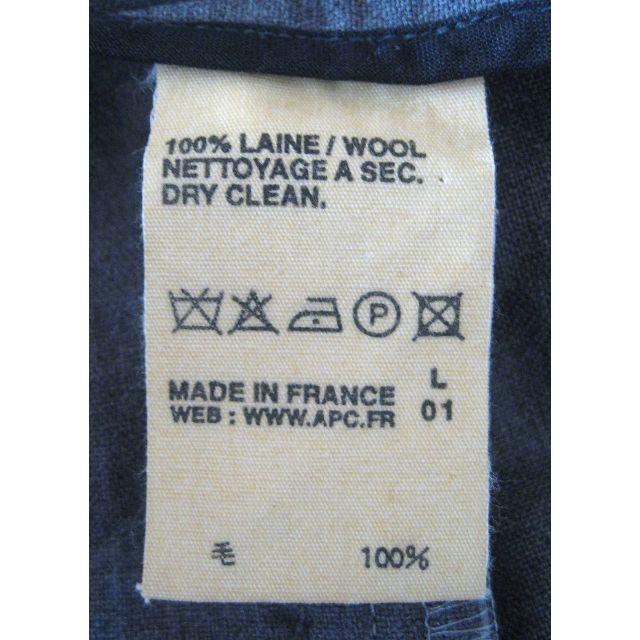 100% LAINE / WOOL
NETTOYAGE A SEC.
DRY CLEAN.
P
MADE IN FRANCE L
WEB : WWW.APC.FR 01
毛 100%